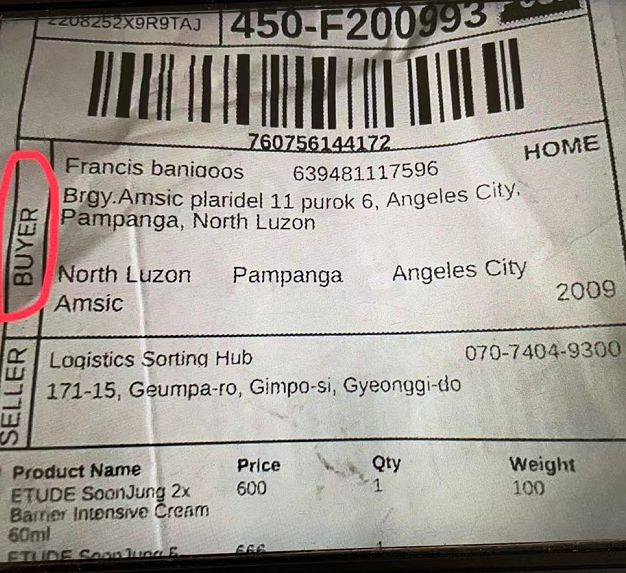 2208252X9R9TAJ 450-F200993
760756144172
HOME
BUYER
Francis banigoos 639481117596
Brgy.Amsic plaridel 11 purok 6, Angeles City,
Pampanga, North Luzon
North Luzon Pampanga Angeles City
Amsic 2009
SELLER
Logistics Sorting Hub 070-7404-9300
171-15, Geumpa-ro, Gimpo-si, Gyeonggi-do
Product Name Price Qty Weight
ETUDE SoonJung 2x 600 1 100
Barrier Intensive Cream
60ml
ETUDE SoonJung